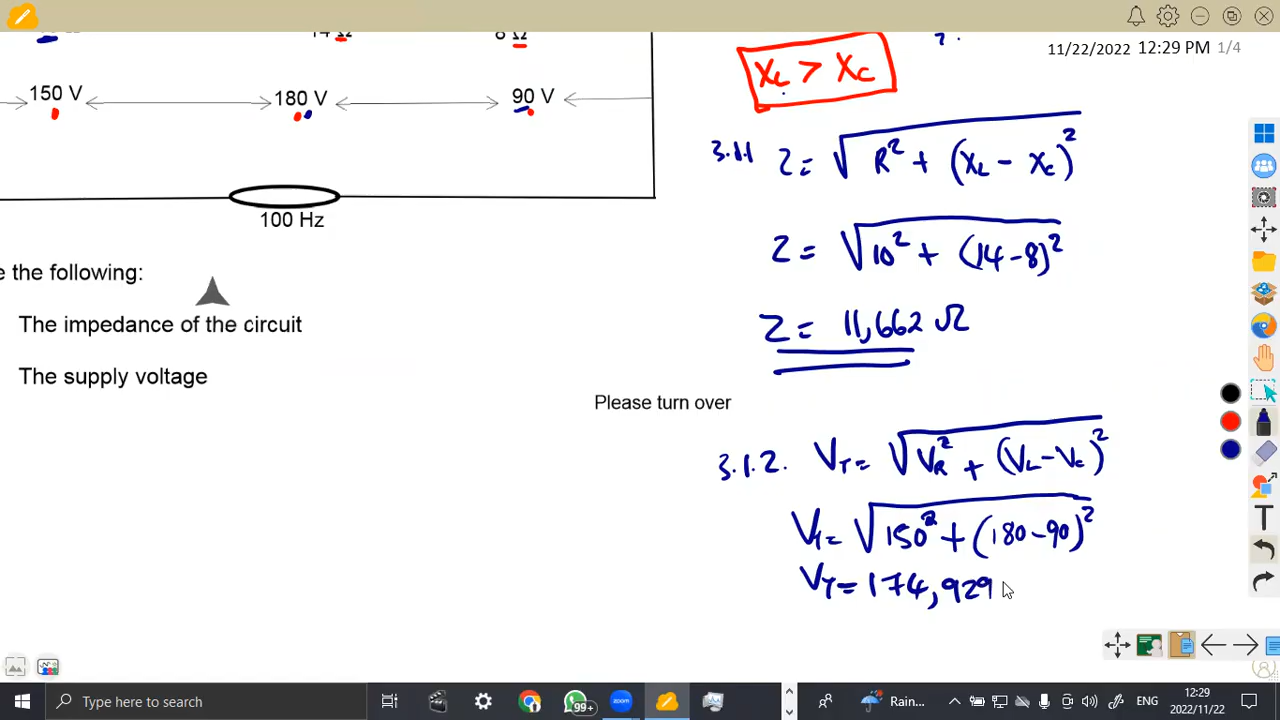 11/22/2022 12:29 PM 1/4
14 Ω
8 Ω
XL > XC
150 V
180 V
90 V
100 Hz
3.1.1 Z = √R² + (XL - XC)²
Z = √10² + (14-8)²
Z = 11,662 Ω
e the following:
The impedance of the circuit
The supply voltage
Please turn over
3.1.2. VT = √VR² + (VL-VC)²
VT = √150² + (180-90)²
VT = 174,929
T
Type here to search
99+
Rain...
ENG
12:29
2022/11/22